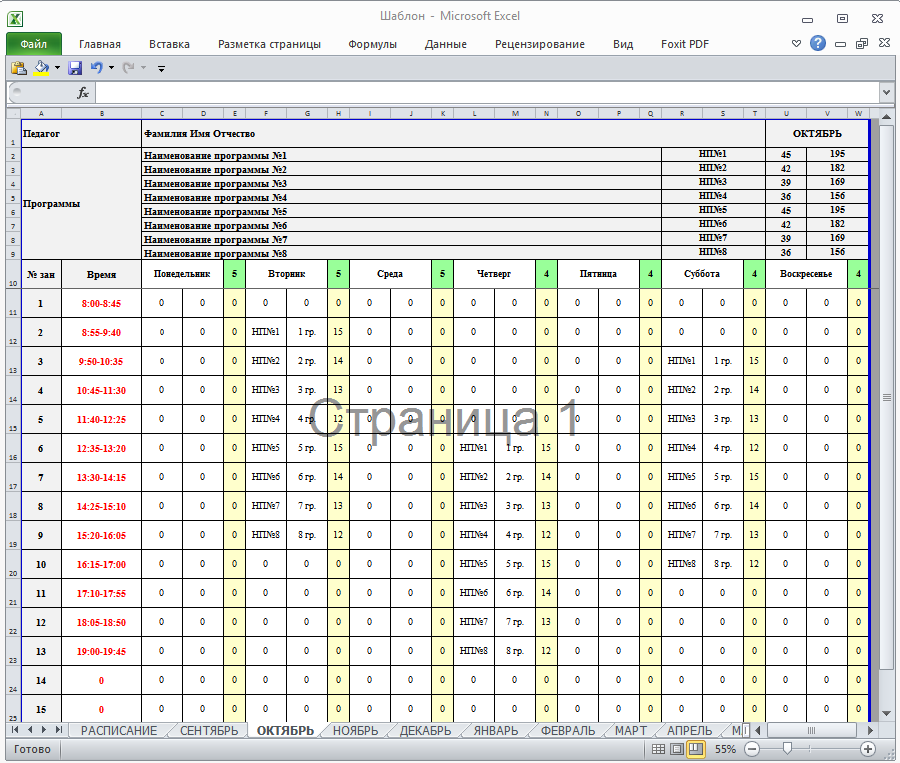 Шаблон - Microsoft Excel
Файл Главная Вставка Разметка страницы Формулы Данные Рецензирование Вид Foxit PDF
fx
A B C D E F G H I J K L M N O P Q R S T U V W
1 Педагог Фамилия Имя Отчество ОКТЯБРЬ
2 Наименование программы №1 НП№1 45 195
3 Наименование программы №2 НП№2 42 182
4 Наименование программы №3 НП№3 39 169
5 Программы Наименование программы №4 НП№4 36 156
6 Наименование программы №5 НП№5 45 195
7 Наименование программы №6 НП№6 42 182
8 Наименование программы №7 НП№7 39 169
9 Наименование программы №8 НП№8 36 156
10 № зан Время Понедельник 5 Вторник 5 Среда 5 Четверг 4 Пятница 4 Суббота 4 Воскресенье 4
11 1 8:00-8:45 0 0 0 0 0 0 0 0 0 0 0 0 0 0 0 0 0 0 0 0 0
12 2 8:55-9:40 0 0 0 НП№1 1 гр. 15 0 0 0 0 0 0 0 0 0 0 0 0 0 0 0
13 3 9:50-10:35 0 0 0 НП№2 2 гр. 14 0 0 0 0 0 0 0 0 0 НП№1 1 гр. 15 0 0 0
14 4 10:45-11:30 0 0 0 НП№3 3 гр. 13 0 0 0 0 0 0 0 0 0 НП№2 2 гр. 14 0 0 0
15 5 11:40-12:25 0 0 0 НП№4 4 гр. 12 0 0 0 0 0 0 0 0 0 НП№3 3 гр. 13 0 0 0
Страница 1
16 6 12:35-13:20 0 0 0 НП№5 5 гр. 15 0 0 0 НП№1 1 гр. 15 0 0 0 НП№4 4 гр. 12 0 0 0
17 7 13:30-14:15 0 0 0 НП№6 6 гр. 14 0 0 0 НП№2 2 гр. 14 0 0 0 НП№5 5 гр. 15 0 0 0
18 8 14:25-15:10 0 0 0 НП№7 7 гр. 13 0 0 0 НП№3 3 гр. 13 0 0 0 НП№6 6 гр. 14 0 0 0
19 9 15:20-16:05 0 0 0 НП№8 8 гр. 12 0 0 0 НП№4 4 гр. 12 0 0 0 НП№7 7 гр. 13 0 0 0
20 10 16:15-17:00 0 0 0 0 0 0 0 0 0 НП№5 5 гр. 15 0 0 0 НП№8 8 гр. 12 0 0 0
21 11 17:10-17:55 0 0 0 0 0 0 0 0 0 НП№6 6 гр. 14 0 0 0 0 0 0 0 0 0
22 12 18:05-18:50 0 0 0 0 0 0 0 0 0 НП№7 7 гр. 13 0 0 0 0 0 0 0 0 0
23 13 19:00-19:45 0 0 0 0 0 0 0 0 0 НП№8 8 гр. 12 0 0 0 0 0 0 0 0 0
24 14 0 0 0 0 0 0 0 0 0 0 0 0 0 0 0 0 0 0 0 0 0 0
25 15 0 0 0 0 0 0 0 0 0 0 0 0 0 0 0 0 0 0 0 0 0 0
РАСПИСАНИЕ СЕНТЯБРЬ ОКТЯБРЬ НОЯБРЬ ДЕКАБРЬ ЯНВАРЬ ФЕВРАЛЬ МАРТ АПРЕЛЬ М
Готово 55%